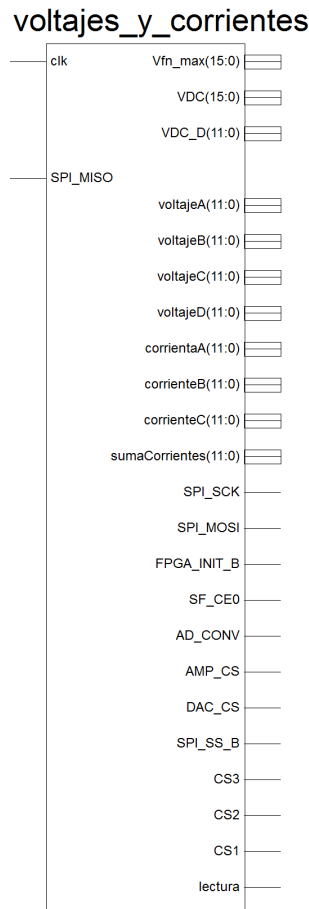 voltajes_y_corrientes
clk
Vfn_max(15:0)
VDC(15:0)
VDC_D(11:0)
SPI_MISO
voltajeA(11:0)
voltajeB(11:0)
voltajeC(11:0)
voltajeD(11:0)
corrientaA(11:0)
corrienteB(11:0)
corrienteC(11:0)
sumaCorrientes(11:0)
SPI_SCK
SPI_MOSI
FPGA_INIT_B
SF_CE0
AD_CONV
AMP_CS
DAC_CS
SPI_SS_B
CS3
CS2
CS1
lectura